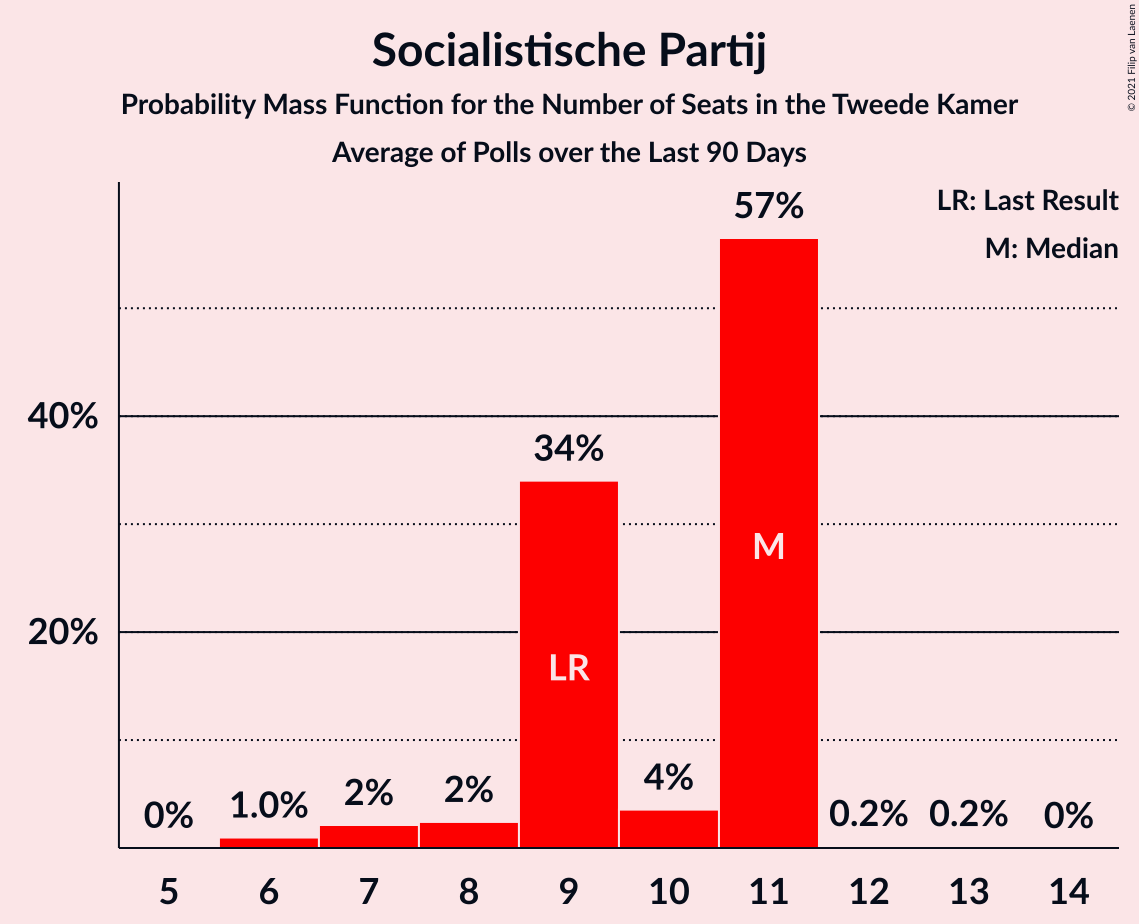 Socialistische Partij
Probability Mass Function for the Number of Seats in the Tweede Kamer
Average of Polls over the Last 90 Days
© 2021 Filip van Laenen
LR: Last Result
M: Median
57%
40%
34%
M
20%
LR
0%
1.0%
2%
2%
4%
0.2%
0.2%
0%
5 6 7 8 9 10 11 12 13 14